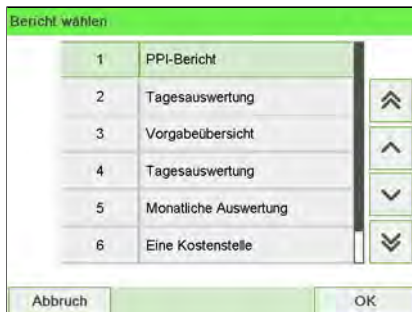 Bericht wählen
1 PPI-Bericht
2 Tagesauswertung
3 Vorgabeübersicht
4 Tagesauswertung
5 Monatliche Auswertung
6 Eine Kostenstelle
Abbruch OK